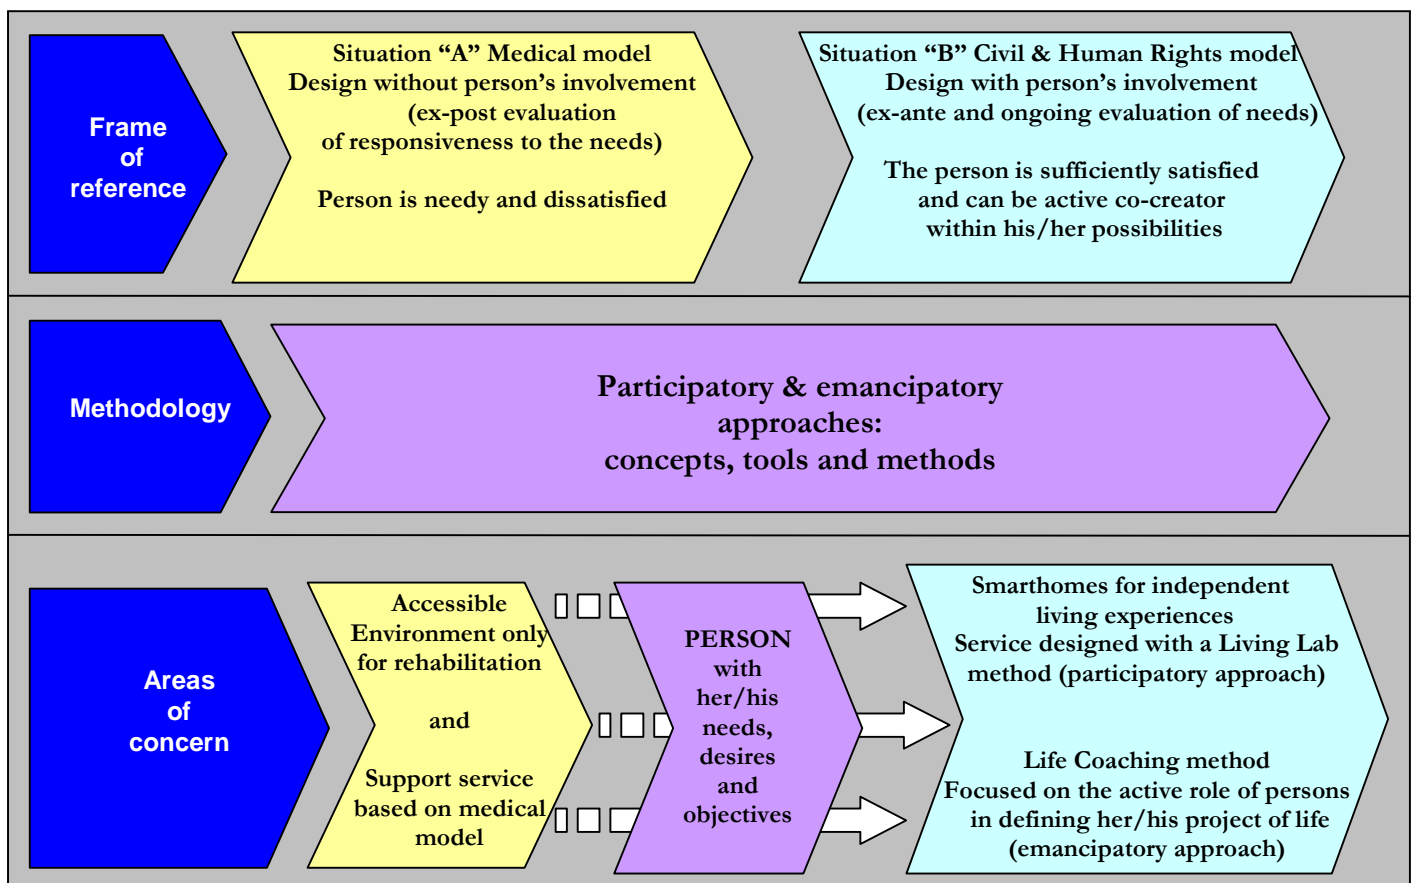 Frame
of
reference
Situation “A” Medical model
Design without person’s involvement
(ex-post evaluation
of responsiveness to the needs)
Person is needy and dissatisfied
Situation “B” Civil & Human Rights model
Design with person’s involvement
(ex-ante and ongoing evaluation of needs)
The person is sufficiently satisfied
and can be active co-creator
within his/her possibilities
Methodology
Participatory & emancipatory
approaches:
concepts, tools and methods
Areas
of
concern
Accessible
Environment only
for rehabilitation
and
Support service
based on medical
model
PERSON
with
her/his
needs,
desires
and
objectives
Smarthomes for independent
living experiences
Service designed with a Living Lab
method (participatory approach)
Life Coaching method
Focused on the active role of persons
in defining her/his project of life
(emancipatory approach)